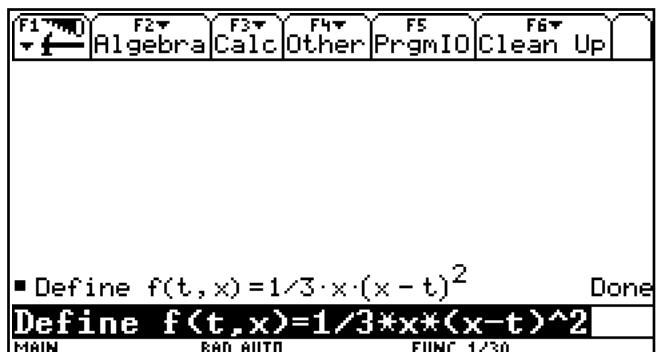 F1 F2 F3 F4 F5 F6
Algebra Calc Other PrgmIO Clean Up
▪Define f(t,x)=1/3·x·(x-t)² Done
Define f(t,x)=1/3*x*(x-t)^2
MAIN RAD AUTO FUNC 1/30